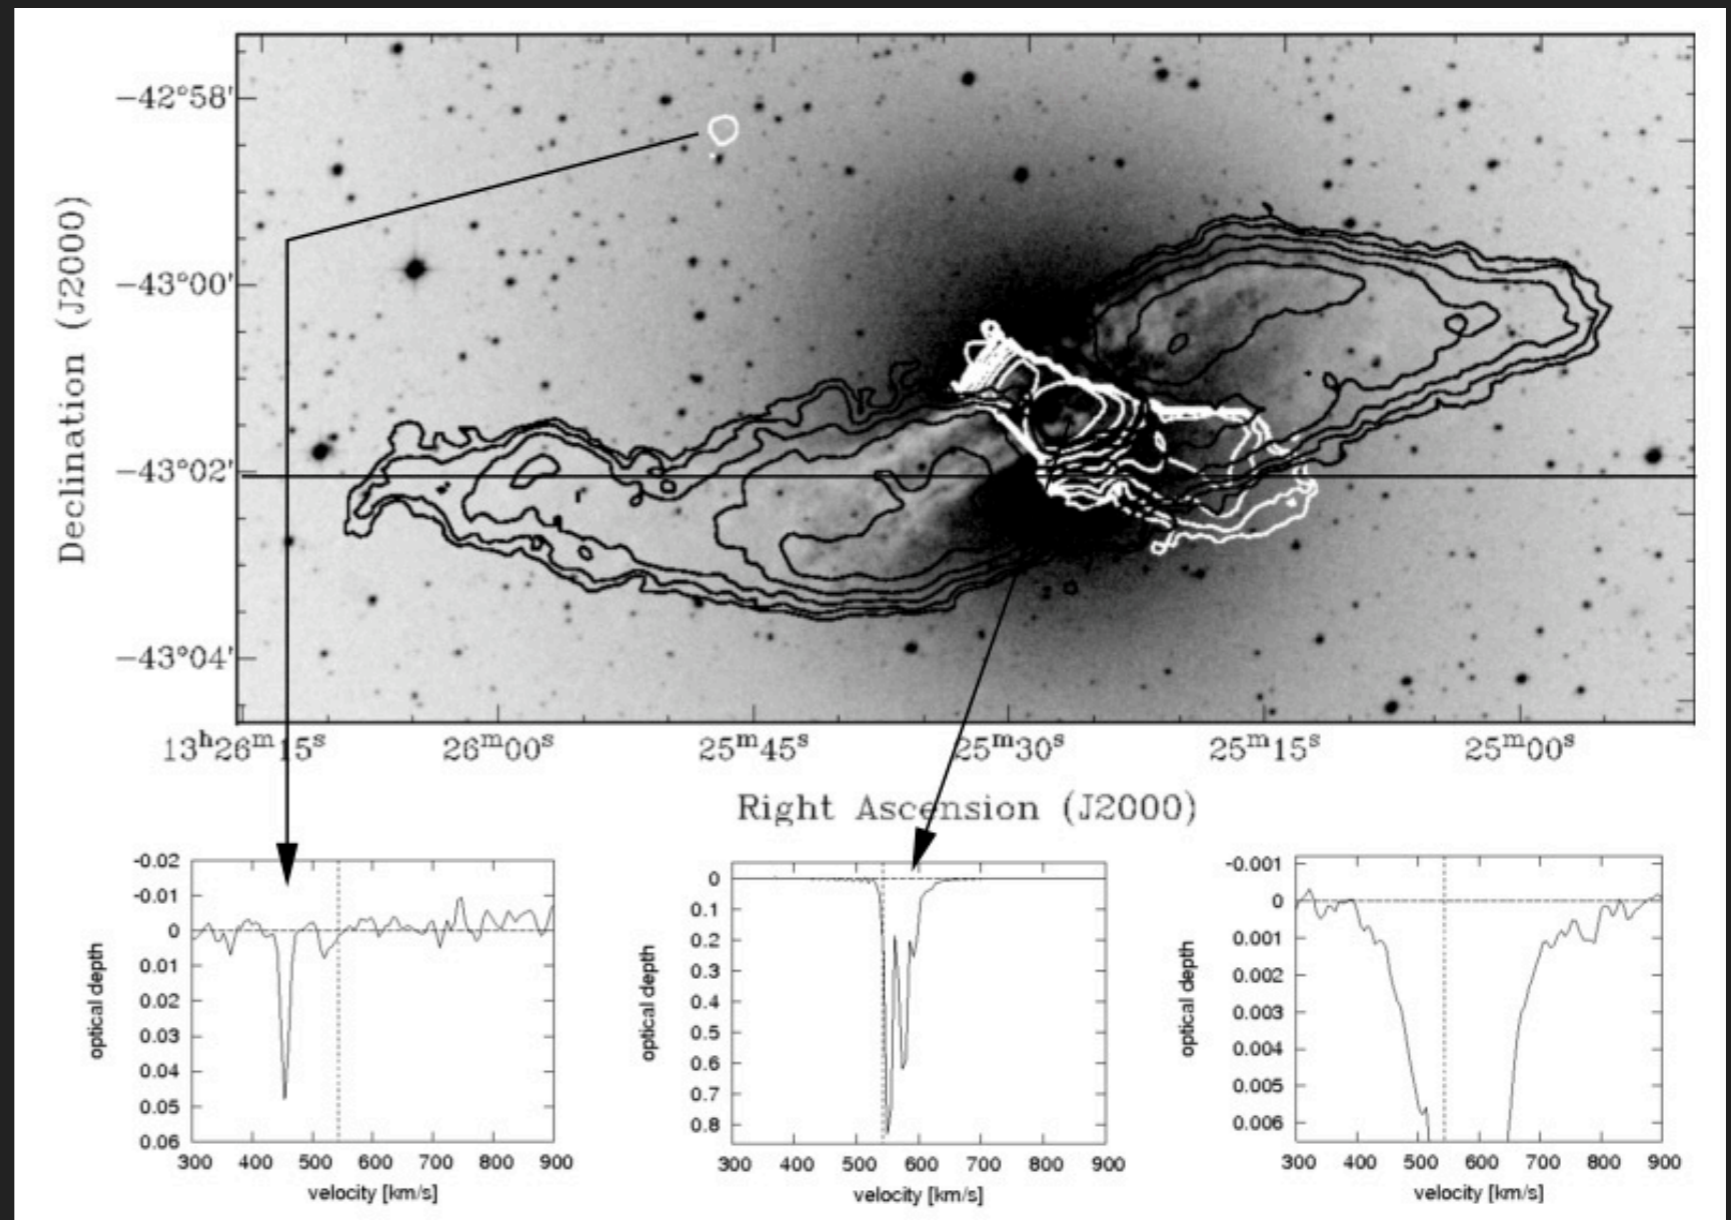 Declination (J2000)
−42°58'
−43°00'
−43°02'
−43°04'
13ʰ26ᵐ15ˢ 26ᵐ00ˢ 25ᵐ45ˢ 25ᵐ30ˢ 25ᵐ15ˢ 25ᵐ00ˢ
Right Ascension (J2000)
optical depth
-0.02
-0.01
0
0.01
0.02
0.03
0.04
0.05
0.06
300 400 500 600 700 800 900
velocity [km/s]
optical depth
0
0.1
0.2
0.3
0.4
0.5
0.6
0.7
0.8
300 400 500 600 700 800 900
velocity [km/s]
optical depth
-0.001
0
0.001
0.002
0.003
0.004
0.005
0.006
300 400 500 600 700 800 900
velocity [km/s]